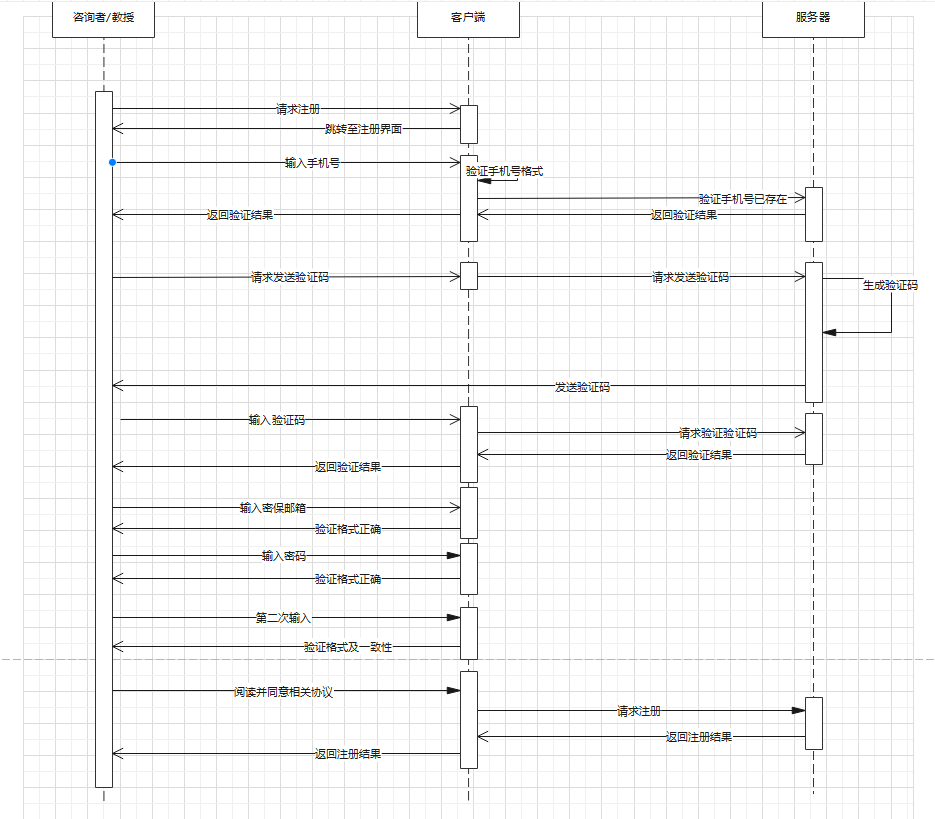 咨询者/教授
客户端
服务器
请求注册
跳转至注册界面
输入手机号
验证手机号格式
验证手机号已存在
返回验证结果
返回验证结果
请求发送验证码
请求发送验证码
生成验证码
发送验证码
输入验证码
请求验证验证码
返回验证结果
返回验证结果
输入密保邮箱
验证格式正确
输入密码
验证格式正确
第二次输入
验证格式及一致性
阅读并同意相关协议
请求注册
返回注册结果
返回注册结果